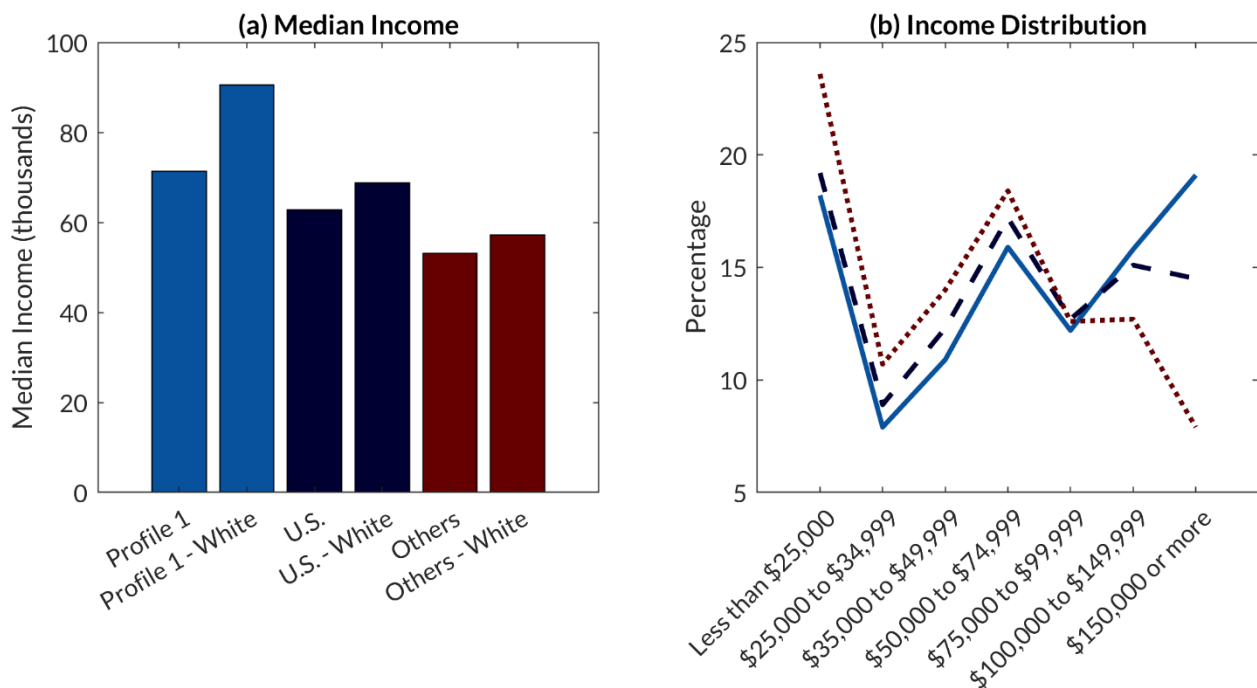 (a) Median Income
Median Income (thousands)
100
80
60
40
20
0
Profile 1
Profile 1 - White
U.S.
U.S. - White
Others
Others - White
(b) Income Distribution
Percentage
25
20
15
10
5
Less than $25,000
$25,000 to $34,999
$35,000 to $49,999
$50,000 to $74,999
$75,000 to $99,999
$100,000 to $149,999
$150,000 or more